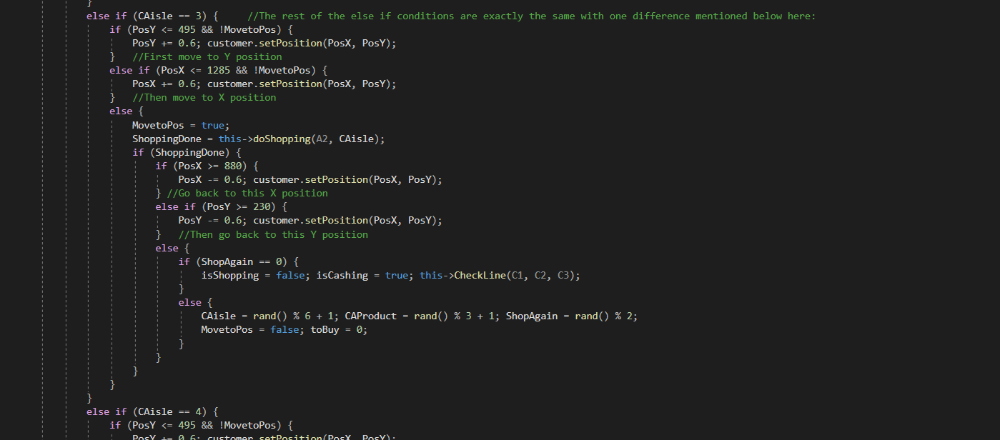 }
else if (CAisle == 3) {     //The rest of the else if conditions are exactly the same with one difference mentioned below here:
    if (PosY <= 495 && !MovetoPos) {
        PosY += 0.6; customer.setPosition(PosX, PosY);
    }   //First move to Y position
    else if (PosX <= 1285 && !MovetoPos) {
        PosX += 0.6; customer.setPosition(PosX, PosY);
    }   //Then move to X position
    else {
        MovetoPos = true;
        ShoppingDone = this->doShopping(A2, CAisle);
        if (ShoppingDone) {
            if (PosX >= 880) {
                PosX -= 0.6; customer.setPosition(PosX, PosY);
            } //Go back to this X position
            else if (PosY >= 230) {
                PosY -= 0.6; customer.setPosition(PosX, PosY);
            }   //Then go back to this Y position
            else {
                if (ShopAgain == 0) {
                    isShopping = false; isCashing = true; this->CheckLine(C1, C2, C3);
                }
                else {
                    CAisle = rand() % 6 + 1; CAProduct = rand() % 3 + 1; ShopAgain = rand() % 2;
                    MovetoPos = false; toBuy = 0;
                }
            }
        }
    }
}
else if (CAisle == 4) {
    if (PosY <= 495 && !MovetoPos) {
        PosY += 0.6; customer.setPosition(PosX, PosY);